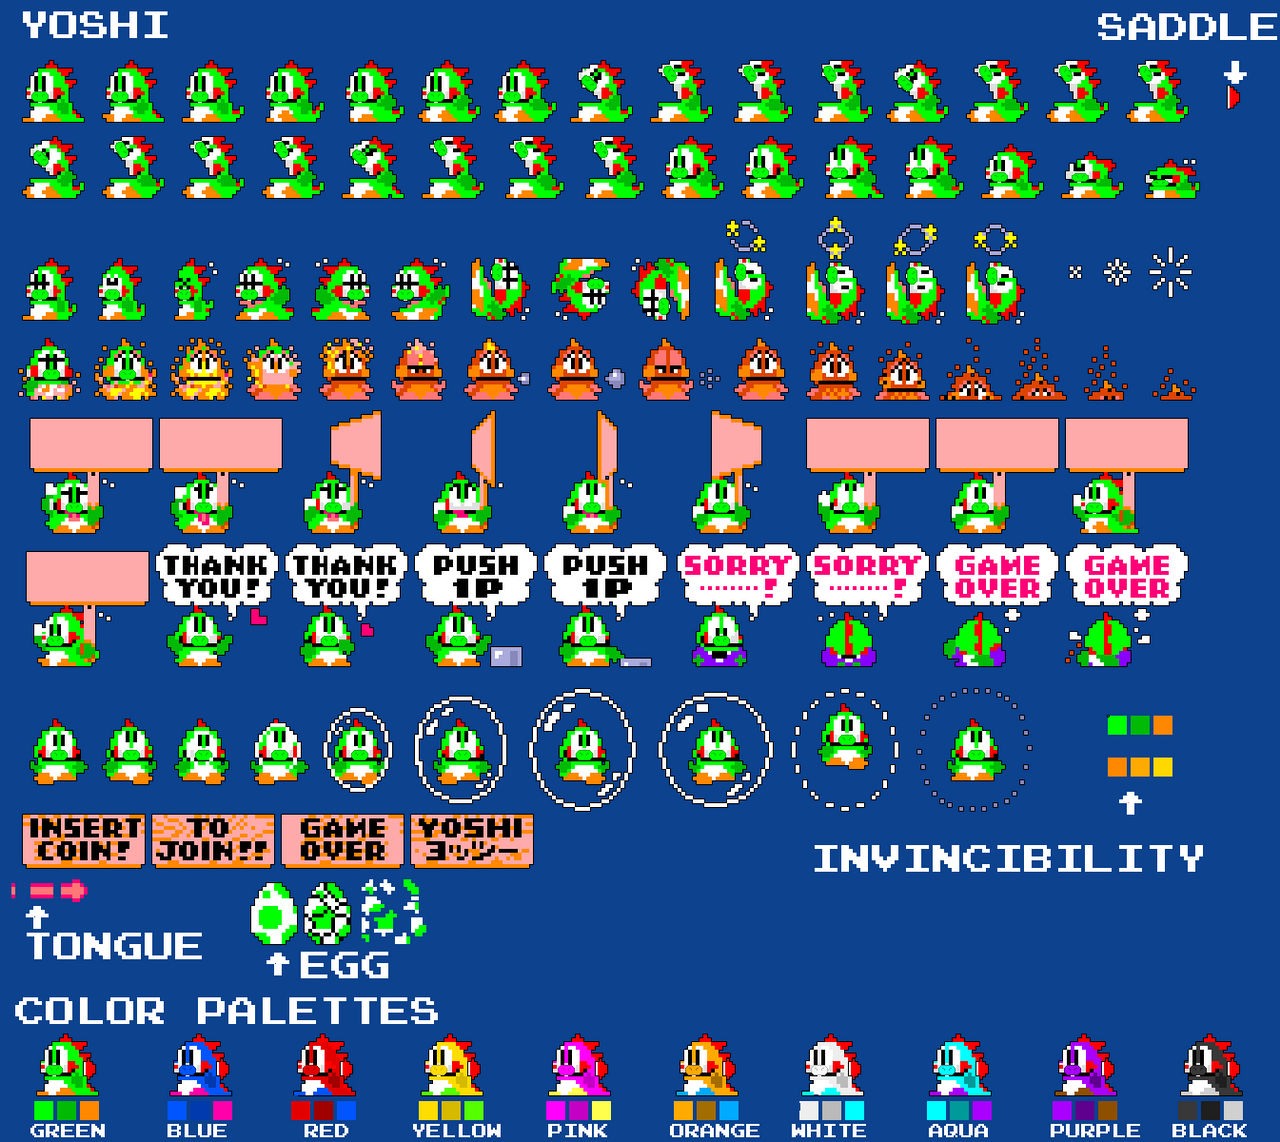 YOSHI
SADDLE
THANK
YOU!
THANK
YOU!
PUSH
1P
PUSH
1P
SORRY
........!
SORRY
........!
GAME
OVER
GAME
OVER
INSERT
COIN!
TO
JOIN!!
GAME
OVER
YOSHI
ヨッシー
INVINCIBILITY
TONGUE
EGG
COLOR PALETTES
GREEN
BLUE
RED
YELLOW
PINK
ORANGE
WHITE
AQUA
PURPLE
BLACK